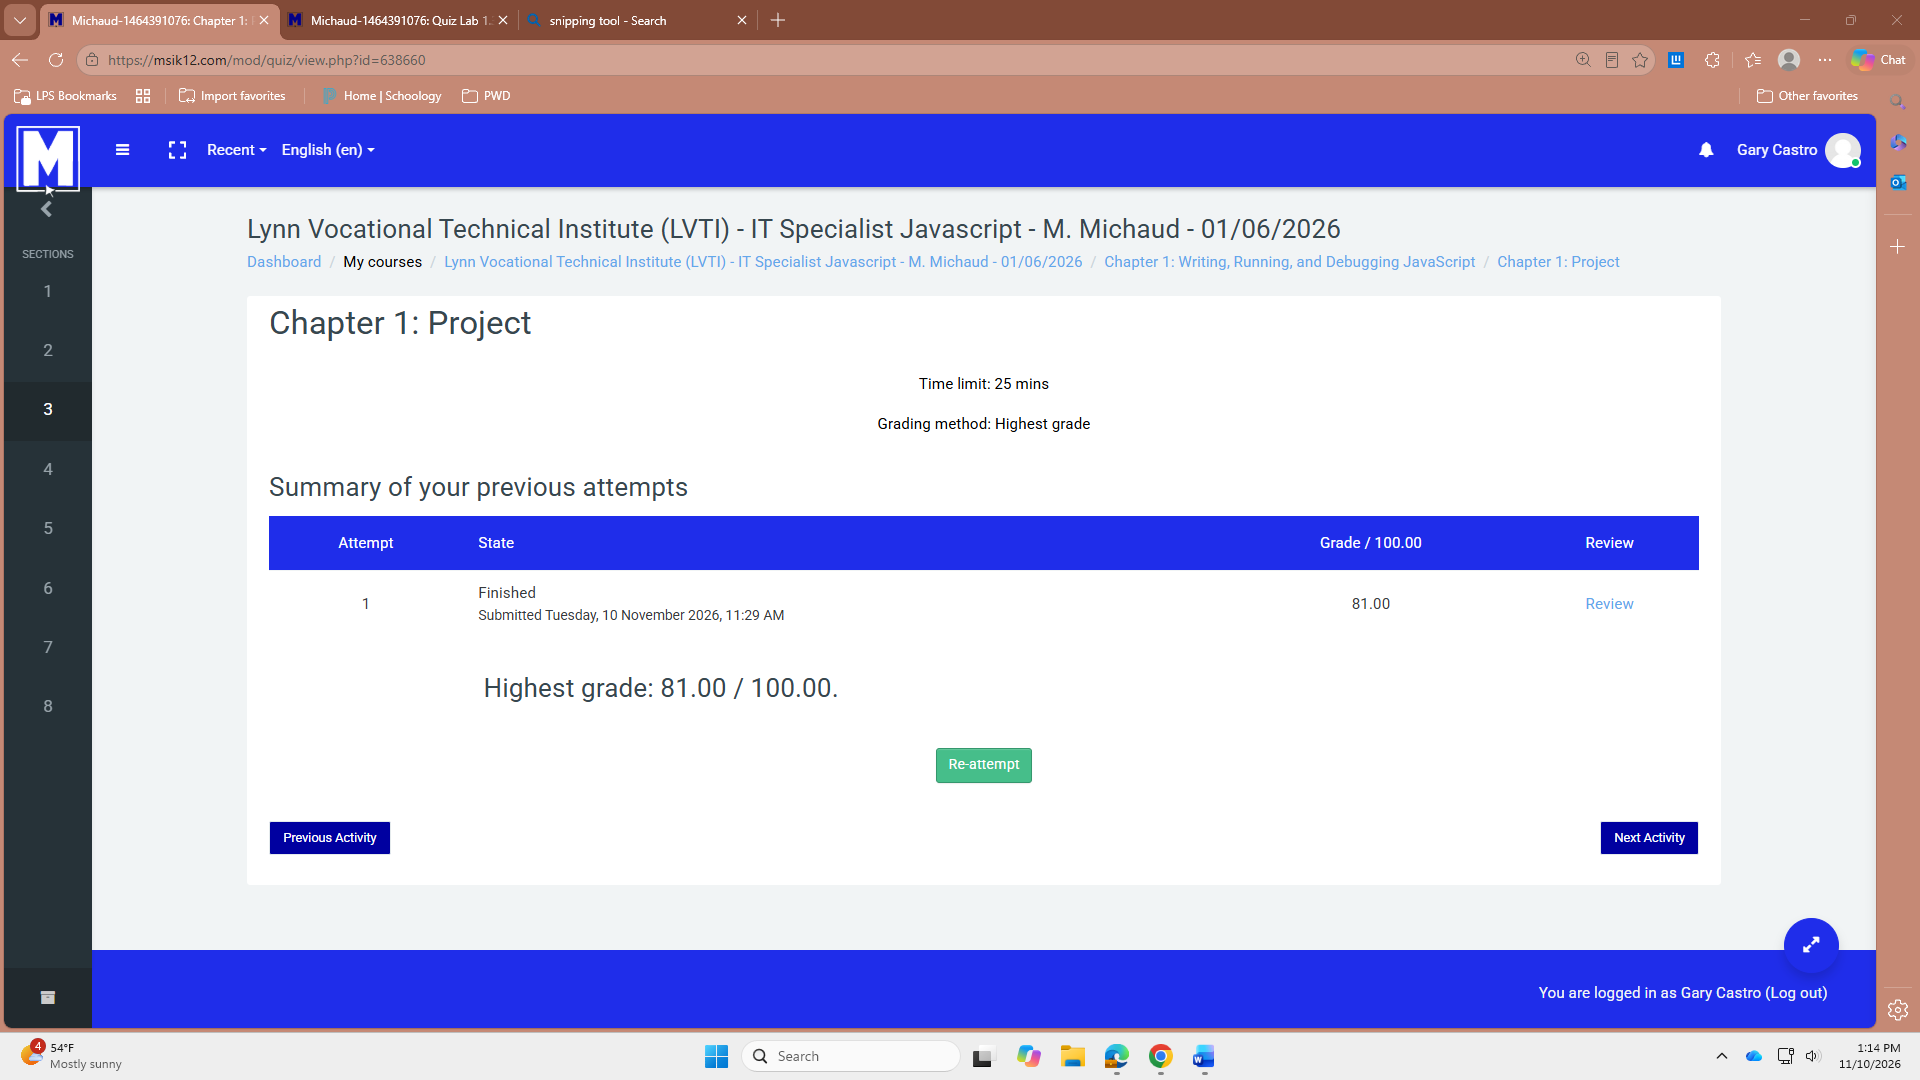 Michaud-1464391076: Chapter 1:
Michaud-1464391076: Quiz Lab 1.
snipping tool - Search
https://msik12.com/mod/quiz/view.php?id=638660
Chat
LPS Bookmarks
Import favorites
Home | Schoology
PWD
Other favorites
M
Recent
English (en)
Gary Castro
SECTIONS
1
2
3
4
5
6
7
8
Lynn Vocational Technical Institute (LVTI) - IT Specialist Javascript - M. Michaud - 01/06/2026
Dashboard / My courses / Lynn Vocational Technical Institute (LVTI) - IT Specialist Javascript - M. Michaud - 01/06/2026 / Chapter 1: Writing, Running, and Debugging JavaScript / Chapter 1: Project
Chapter 1: Project
Time limit: 25 mins
Grading method: Highest grade
Summary of your previous attempts
Attempt State Grade / 100.00 Review
1 Finished 81.00 Review
Submitted Tuesday, 10 November 2026, 11:29 AM
Highest grade: 81.00 / 100.00.
Re-attempt
Previous Activity
Next Activity
You are logged in as Gary Castro (Log out)
4
54°F
Mostly sunny
Search
1:14 PM
11/10/2026